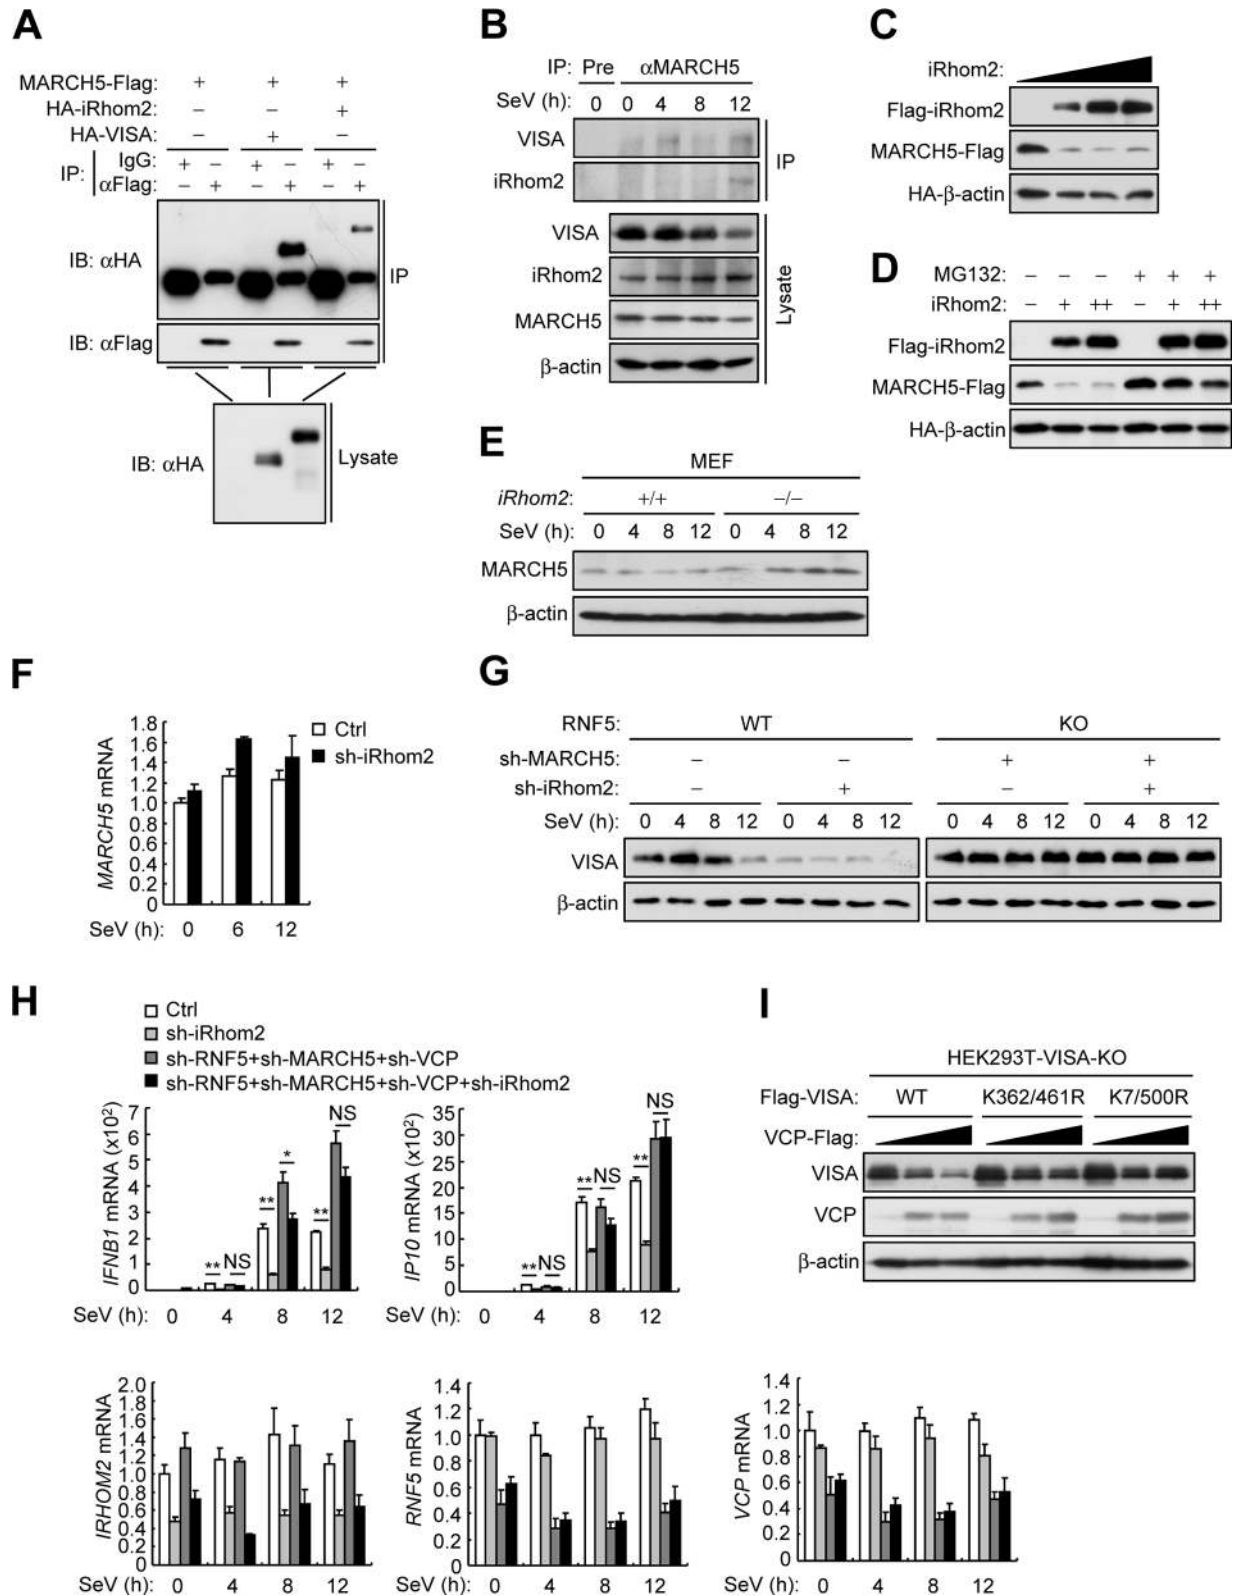 A
MARCH5-Flag: + + +
HA-iRhom2: – – +
HA-VISA: – + –
IP: IgG: + – + – + –
αFlag: – + – + – +
IB: αHA
IP
IB: αFlag
IB: αHA
Lysate
B
IP: Pre αMARCH5
SeV (h): 0 0 4 8 12
VISA
iRhom2
IP
VISA
iRhom2
MARCH5
β-actin
Lysate
C
iRhom2:
Flag-iRhom2
MARCH5-Flag
HA-β-actin
D
MG132: – – – + + +
iRhom2: – + ++ – + ++
Flag-iRhom2
MARCH5-Flag
HA-β-actin
E
MEF
iRhom2: +/+ –/–
SeV (h): 0 4 8 12 0 4 8 12
MARCH5
β-actin
F
MARCH5 mRNA
1.8
1.6
1.4
1.2
1.0
0.8
0.6
0.4
0.2
0
Ctrl
sh-iRhom2
SeV (h): 0 6 12
G
RNF5: WT KO
sh-MARCH5: – – + +
sh-iRhom2: – + – +
SeV (h): 0 4 8 12 0 4 8 12 0 4 8 12 0 4 8 12
VISA
β-actin
H
Ctrl
sh-iRhom2
sh-RNF5+sh-MARCH5+sh-VCP
sh-RNF5+sh-MARCH5+sh-VCP+sh-iRhom2
IFNB1 mRNA (x10²)
7
6
5
4
3
2
1
0
** NS ** * ** NS
SeV (h): 0 4 8 12
IP10 mRNA (x10²)
35
30
25
20
15
10
5
0
** NS ** NS ** NS
SeV (h): 0 4 8 12
I
HEK293T-VISA-KO
Flag-VISA: WT K362/461R K7/500R
VCP-Flag:
VISA
VCP
β-actin
IRHOM2 mRNA
2.0
1.6
1.4
1.2
1.0
0.8
0.6
0.4
0
SeV (h): 0 4 8 12
RNF5 mRNA
1.4
1.2
1.0
0.8
0.6
0.4
0.2
0
SeV (h): 0 4 8 12
VCP mRNA
1.4
1.2
1.0
0.8
0.6
0.4
0.2
0
SeV (h): 0 4 8 12